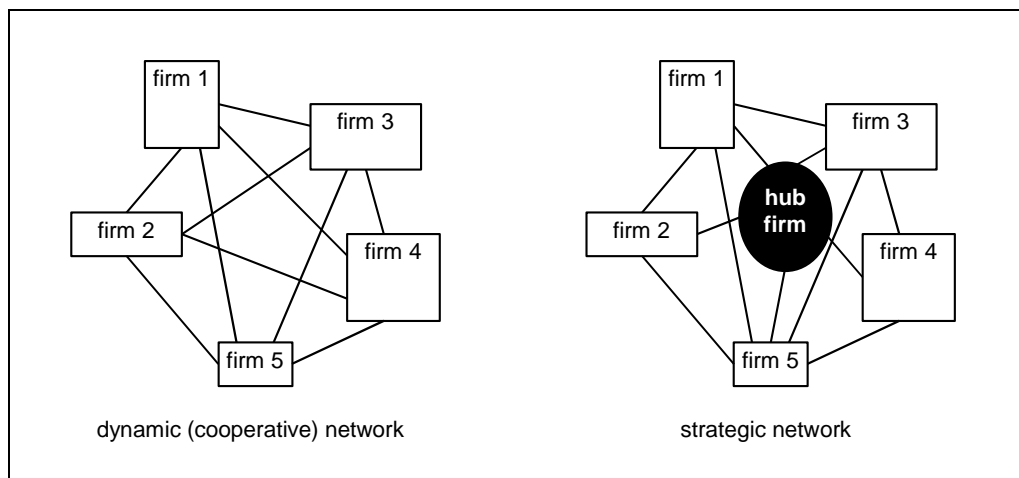 firm 1
firm 3
firm 2
firm 4
firm 5
dynamic (cooperative) network
firm 1
firm 3
hub
firm
firm 2
firm 4
firm 5
strategic network